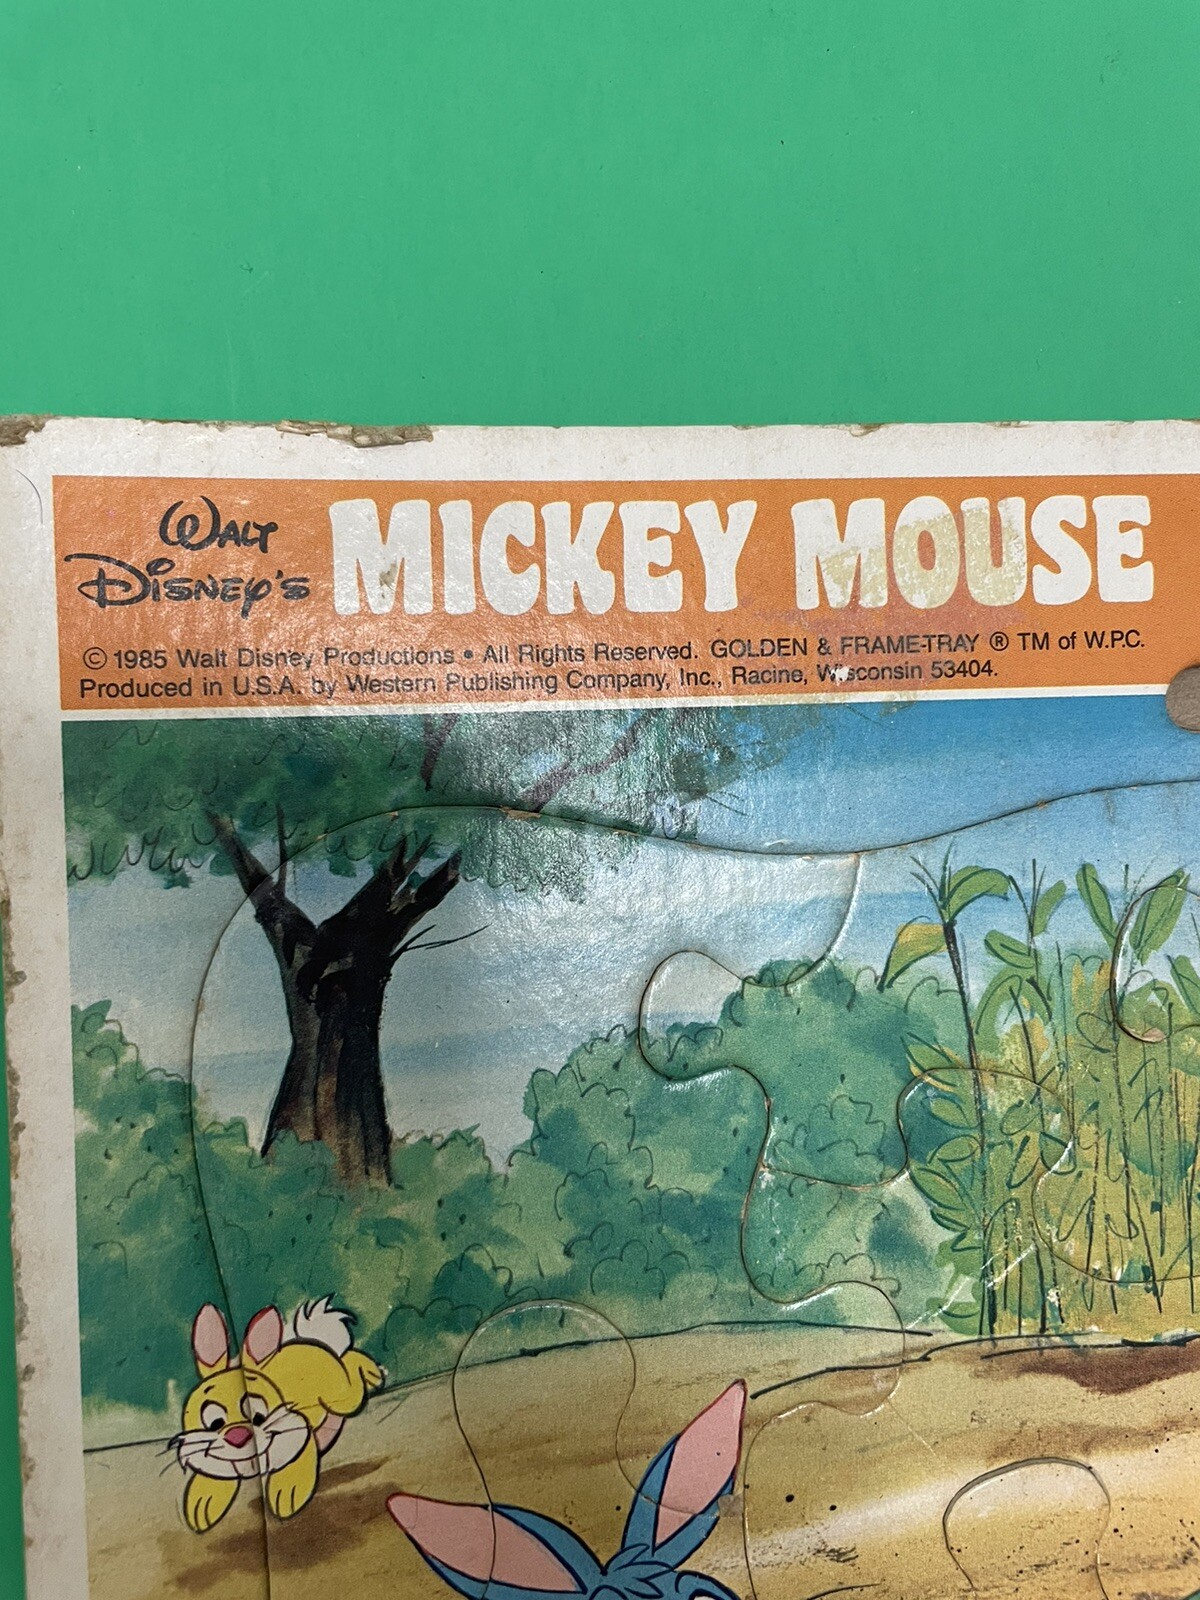 WALT
DISNEY'S
MICKEY MOUSE
© 1985 Walt Disney Productions • All Rights Reserved. GOLDEN & FRAME-TRAY ® TM of W.P.C.
Produced in U.S.A. by Western Publishing Company, Inc., Racine, Wisconsin 53404.